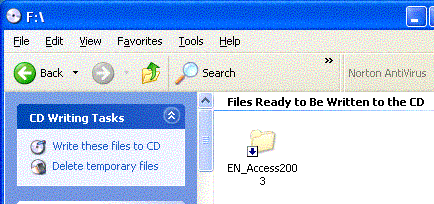 F:\
File Edit View Favorites Tools Help
Back Search » Norton AntiVirus
CD Writing Tasks
Write these files to CD
Delete temporary files
Files Ready to Be Written to the CD
EN_Access200
3